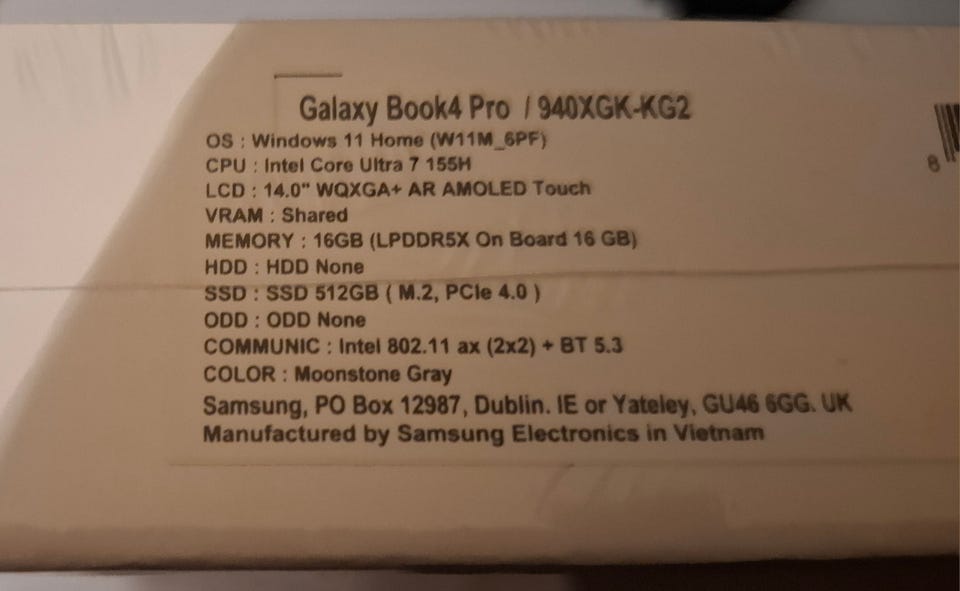 Galaxy Book4 Pro / 940XGK-KG2
OS : Windows 11 Home (W11M_6PF)
CPU : Intel Core Ultra 7 155H
LCD : 14.0" WQXGA+ AR AMOLED Touch
VRAM : Shared
MEMORY : 16GB (LPDDR5X On Board 16 GB)
HDD : HDD None
SSD : SSD 512GB ( M.2, PCIe 4.0 )
ODD : ODD None
COMMUNIC : Intel 802.11 ax (2x2) + BT 5.3
COLOR : Moonstone Gray
Samsung, PO Box 12987, Dublin. IE or Yateley, GU46 6GG. UK
Manufactured by Samsung Electronics in Vietnam
8